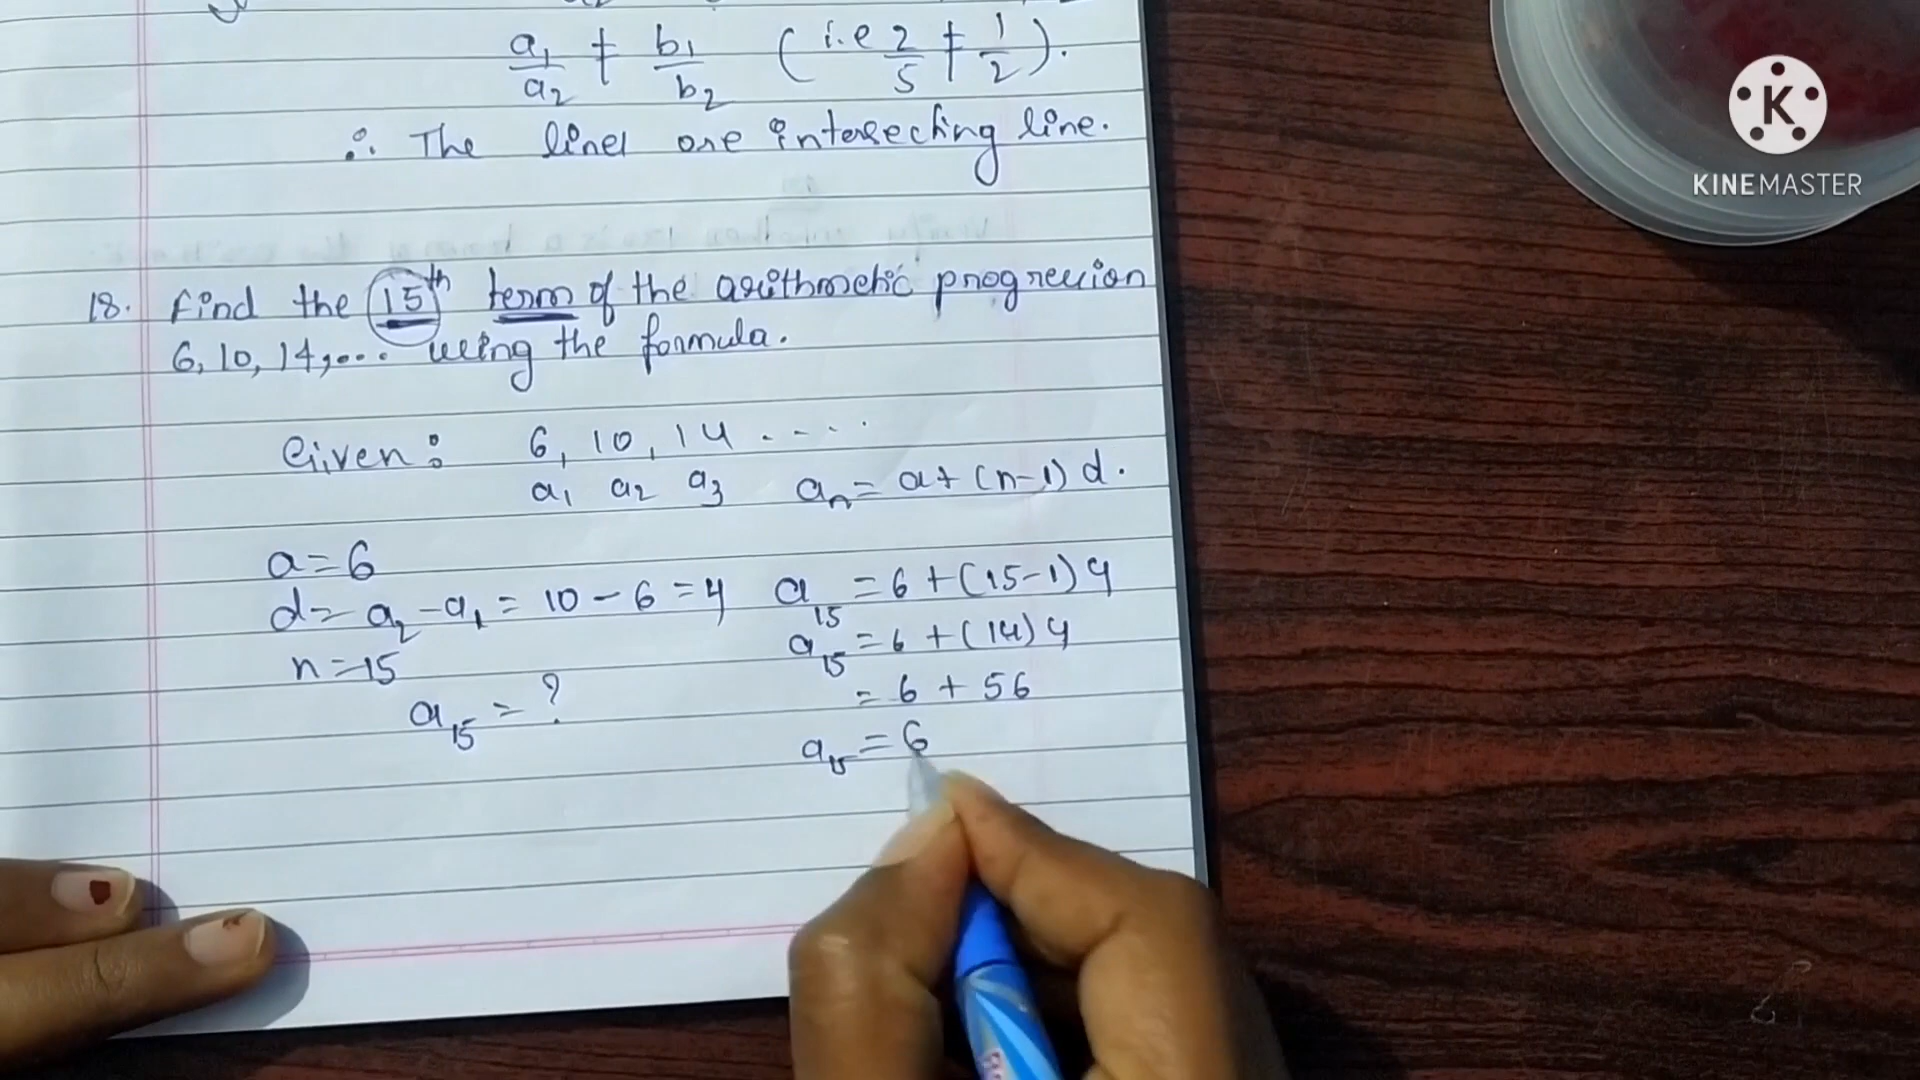 a₁/a₂ ≠ b₁/b₂ (i.e 2/5 ≠ 1/2).
∴ The lines are intersecting line.
18. Find the 15th term of the arithmetic progression
6, 10, 14, ... using the formula.
Given: 6, 10, 14 ....
a₁ a₂ a₃ aₙ = a + (n-1) d.
a = 6
d = a₂ - a₁ = 10 - 6 = 4
n = 15
a₁₅ = ?
a₁₅ = 6 + (15-1) 4
a₁₅ = 6 + (14) 4
= 6 + 56
a₁₅ = 6
K
KINEMASTER